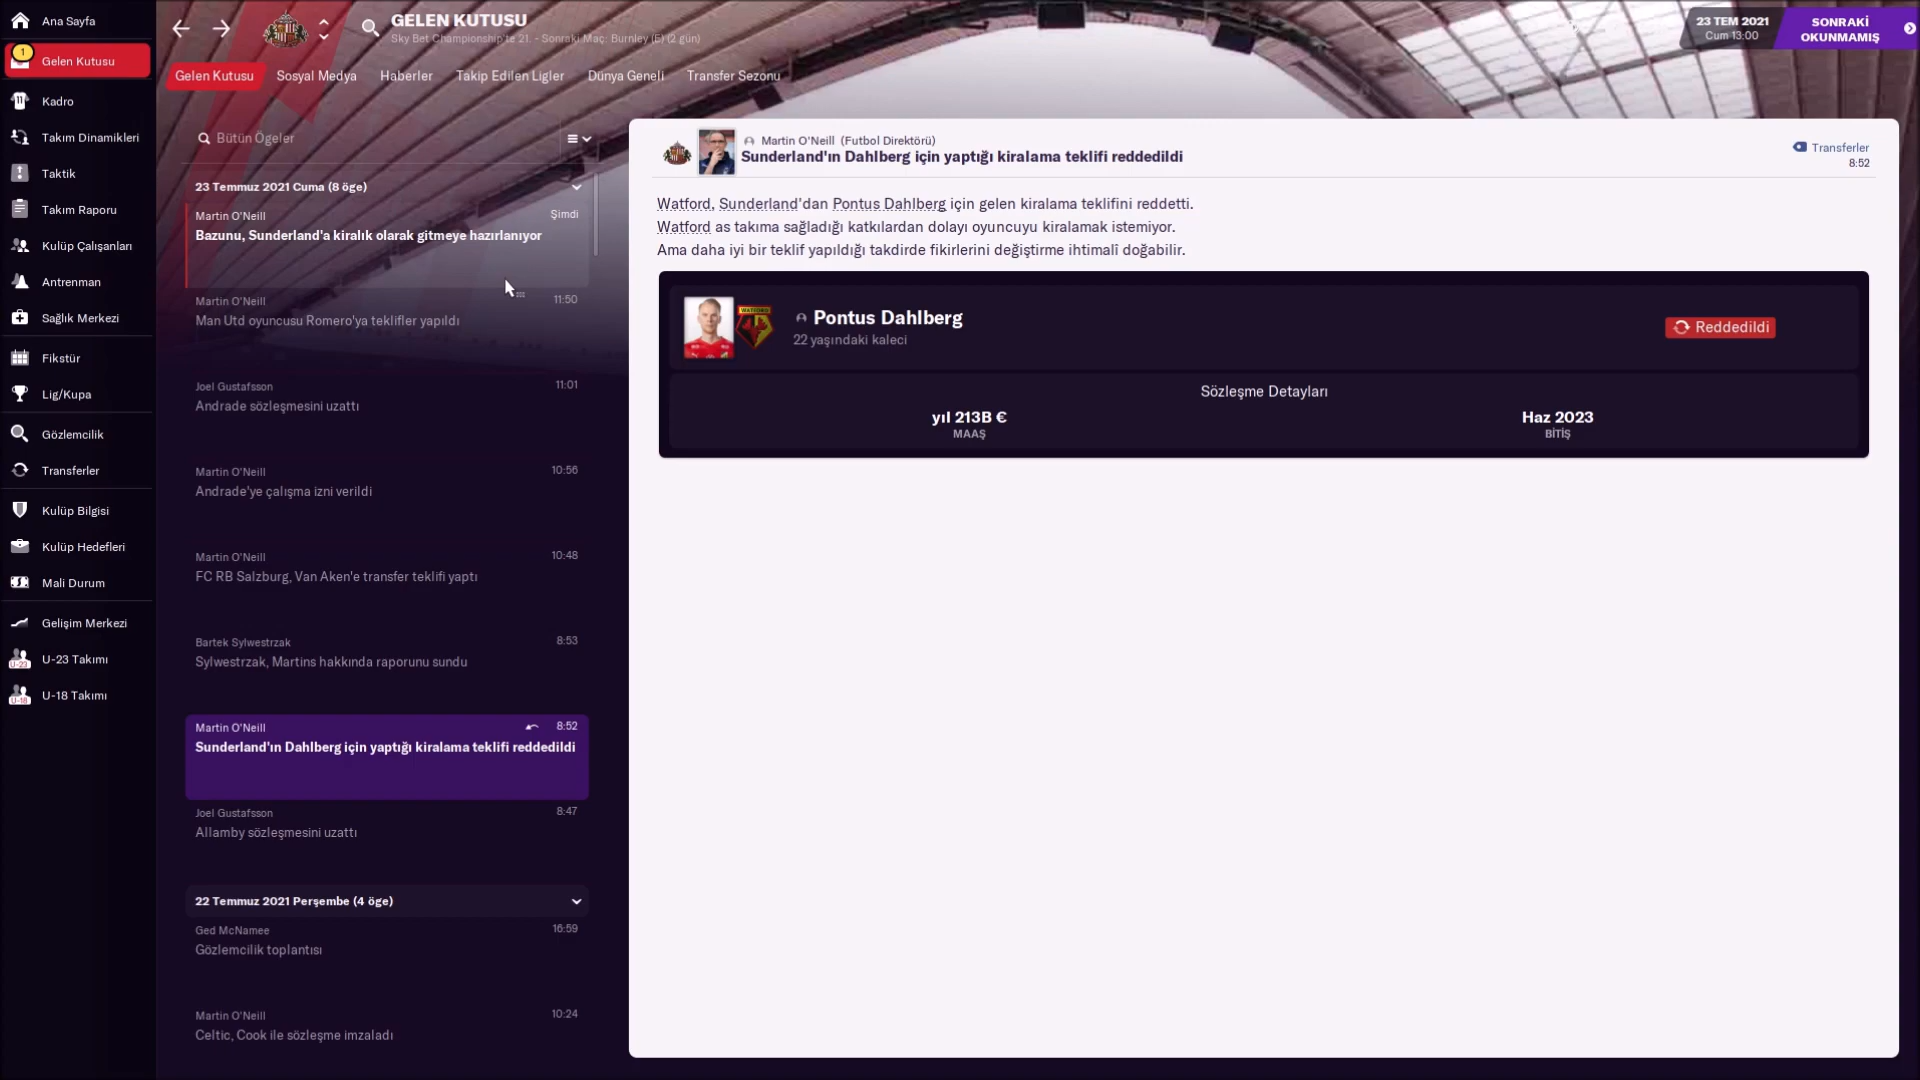 Ana Sayfa
1
Gelen Kutusu
Kadro
Takım Dinamikleri
Taktik
Takım Raporu
Kulüp Çalışanları
Antrenman
Sağlık Merkezi
Fikstür
Lig/Kupa
Gözlemcilik
Transferler
Kulüp Bilgisi
Kulüp Hedefleri
Mali Durum
Gelişim Merkezi
U-23 Takımı
U-18 Takımı
GELEN KUTUSU
Sky Bet Championship'te 21. - Sonraki Maç: Burnley (E) (2 gün)
23 TEM 2021
Cum 13:00
SONRAKİ
OKUNMAMIŞ
Gelen Kutusu Sosyal Medya Haberler Takip Edilen Ligler Dünya Geneli Transfer Sezonu
Bütün Ögeler
23 Temmuz 2021 Cuma (8 öge)
Martin O'Neill Şimdi
Bazunu, Sunderland'a kiralık olarak gitmeye hazırlanıyor
Martin O'Neill 11:50
Man Utd oyuncusu Romero'ya teklifler yapıldı
Joel Gustafsson 11:01
Andrade sözleşmesini uzattı
Martin O'Neill 10:56
Andrade'ye çalışma izni verildi
Martin O'Neill 10:48
FC RB Salzburg, Van Aken'e transfer teklifi yaptı
Bartek Sylwestrzak 8:53
Sylwestrzak, Martins hakkında raporunu sundu
Martin O'Neill 8:52
Sunderland'ın Dahlberg için yaptığı kiralama teklifi reddedildi
Joel Gustafsson 8:47
Allamby sözleşmesini uzattı
22 Temmuz 2021 Perşembe (4 öge)
Ged McNamee 16:59
Gözlemcilik toplantısı
Martin O'Neill 10:24
Celtic, Cook ile sözleşme imzaladı
Martin O'Neill (Futbol Direktörü)
Sunderland'ın Dahlberg için yaptığı kiralama teklifi reddedildi
Transferler
8:52
Watford, Sunderland'dan Pontus Dahlberg için gelen kiralama teklifini reddetti.
Watford as takıma sağladığı katkılardan dolayı oyuncuyu kiralamak istemiyor.
Ama daha iyi bir teklif yapıldığı takdirde fikirlerini değiştirme ihtimalî doğabilir.
Pontus Dahlberg
22 yaşındaki kaleci
Reddedildi
Sözleşme Detayları
yıl 213B €
MAAŞ
Haz 2023
BİTİŞ